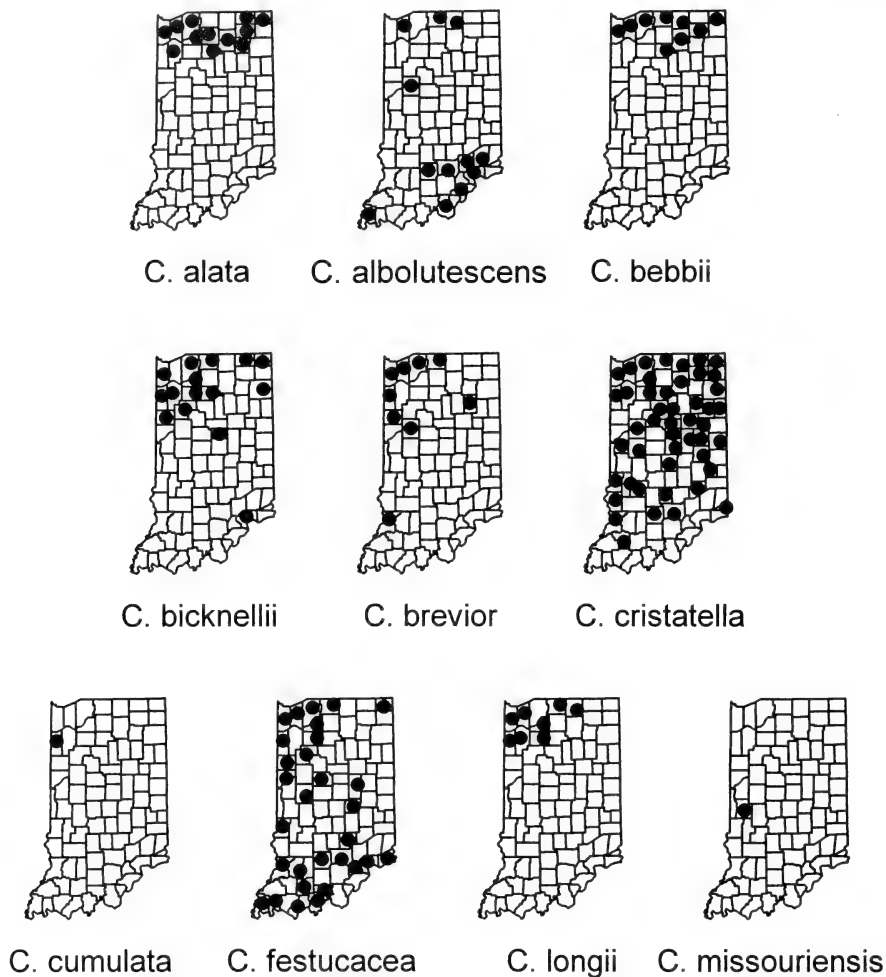 C. alata C. albolutescens C. bebbii
C. bicknellii C. brevior C. cristatella
C. cumulata C. festucacea C. longii C. missouriensis